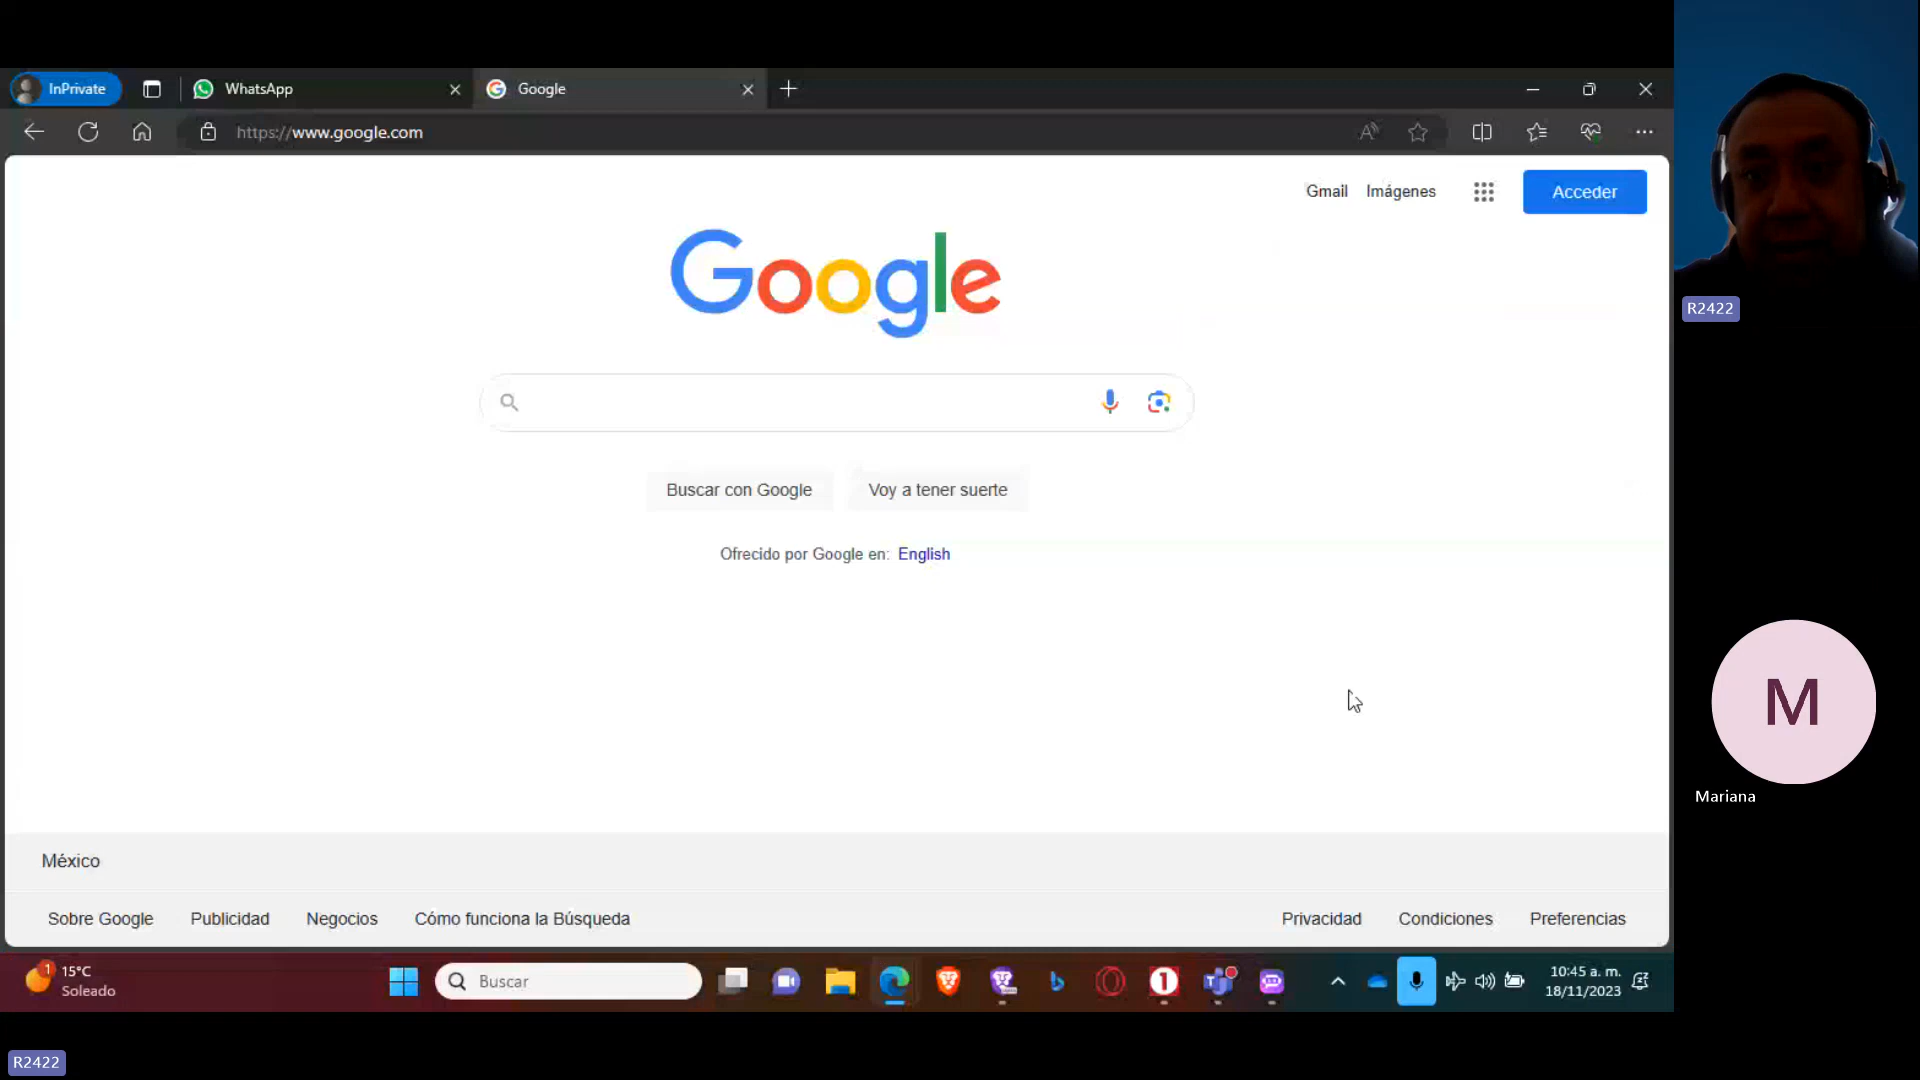 InPrivate
WhatsApp
Google
https://www.google.com
Gmail
Imágenes
Acceder
Google
Buscar con Google
Voy a tener suerte
Ofrecido por Google en: English
México
Sobre Google
Publicidad
Negocios
Cómo funciona la Búsqueda
Privacidad
Condiciones
Preferencias
1
15°C
Soleado
Buscar
1
10:45 a. m.
18/11/2023
R2422
M
Mariana
R2422